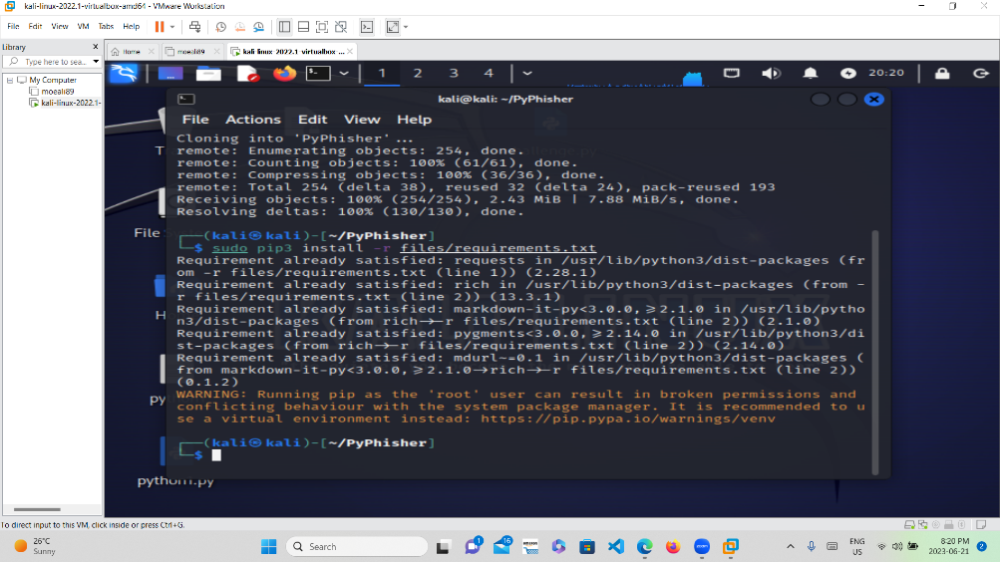 kali-linux-2022.1-virtualbox-amd64 - VMware Workstation
File Edit View VM Tabs Help
Library
Type here to sea...
My Computer
moeali89
kali-linux-2022.1-
Home
moeali89
kali-linux-2022.1-virtualbox-...
1 2 3 4
20:20
kali@kali: ~/PyPhisher
File Actions Edit View Help
Cloning into 'PyPhisher' ...
remote: Enumerating objects: 254, done.
remote: Counting objects: 100% (61/61), done.
remote: Compressing objects: 100% (36/36), done.
remote: Total 254 (delta 38), reused 32 (delta 24), pack-reused 193
Receiving objects: 100% (254/254), 2.43 MiB | 7.88 MiB/s, done.
Resolving deltas: 100% (130/130), done.
(kali㉿kali)-[~/PyPhisher]
$ sudo pip3 install -r files/requirements.txt
Requirement already satisfied: requests in /usr/lib/python3/dist-packages (fr
om -r files/requirements.txt (line 1)) (2.28.1)
Requirement already satisfied: rich in /usr/lib/python3/dist-packages (from -
r files/requirements.txt (line 2)) (13.3.1)
Requirement already satisfied: markdown-it-py<3.0.0,≥2.1.0 in /usr/lib/pytho
n3/dist-packages (from rich→-r files/requirements.txt (line 2)) (2.1.0)
Requirement already satisfied: pygments<3.0.0,≥2.14.0 in /usr/lib/python3/di
st-packages (from rich→-r files/requirements.txt (line 2)) (2.14.0)
Requirement already satisfied: mdurl~=0.1 in /usr/lib/python3/dist-packages (
from markdown-it-py<3.0.0,≥2.1.0→rich→-r files/requirements.txt (line 2))
(0.1.2)
WARNING: Running pip as the 'root' user can result in broken permissions and
conflicting behaviour with the system package manager. It is recommended to u
se a virtual environment instead: https://pip.pypa.io/warnings/venv
(kali㉿kali)-[~/PyPhisher]
$
T
File S
H
py
pythorn.py
To direct input to this VM, click inside or press Ctrl+G.
26°C
Sunny
Search
1
16
amazon
zoom
ENG
US
8:20 PM
2023-06-21
2